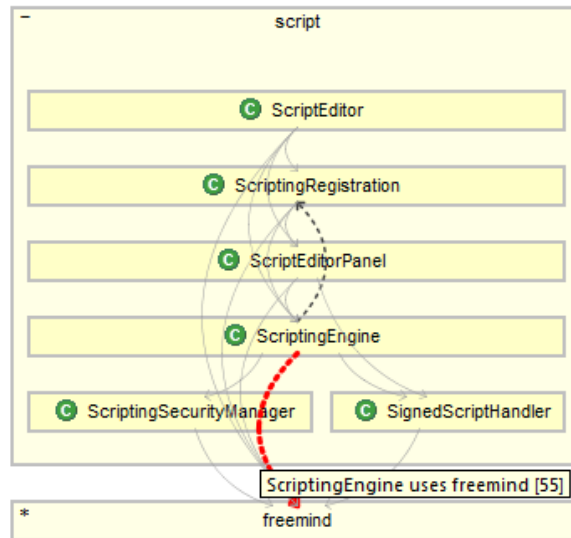 − script
C ScriptEditor
C ScriptingRegistration
C ScriptEditorPanel
C ScriptingEngine
C ScriptingSecurityManager
C SignedScriptHandler
ScriptingEngine uses freemind [55]
* freemind